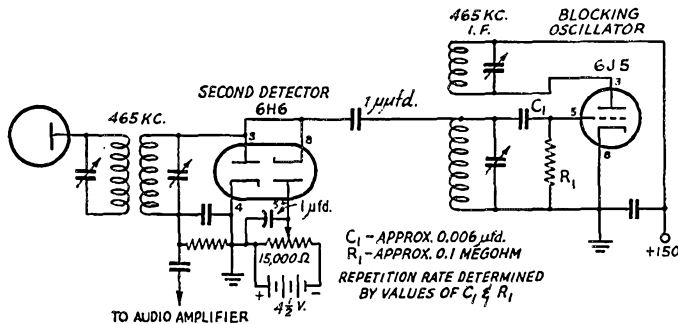 465 KC.
I.F.
BLOCKING
OSCILLATOR
6J5
3
SECOND DETECTOR
6H6
465 KC.
1 μμfd.
C₁
5
3
8
R₁
8
4
5
1 μfd.
15,000 Ω
+ -
4½ V.
C₁ - APPROX. 0.006 μfd.
R₁ - APPROX. 0.1 MEGOHM
+150
REPETITION RATE DETERMINED
BY VALUES OF C₁ & R₁
TO AUDIO AMPLIFIER